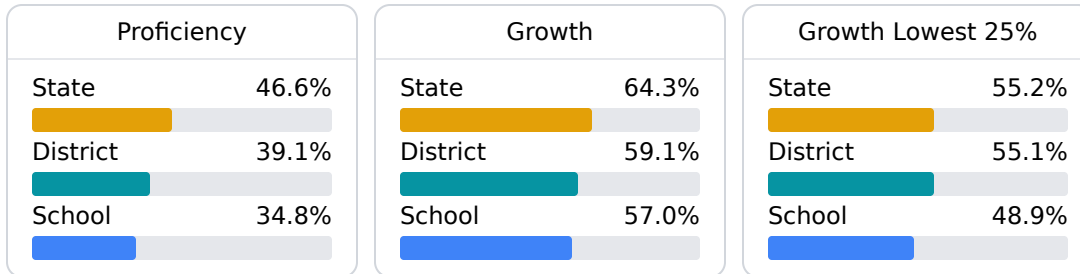 Proficiency
State 46.6%
District 39.1%
School 34.8%
Growth
State 64.3%
District 59.1%
School 57.0%
Growth Lowest 25%
State 55.2%
District 55.1%
School 48.9%